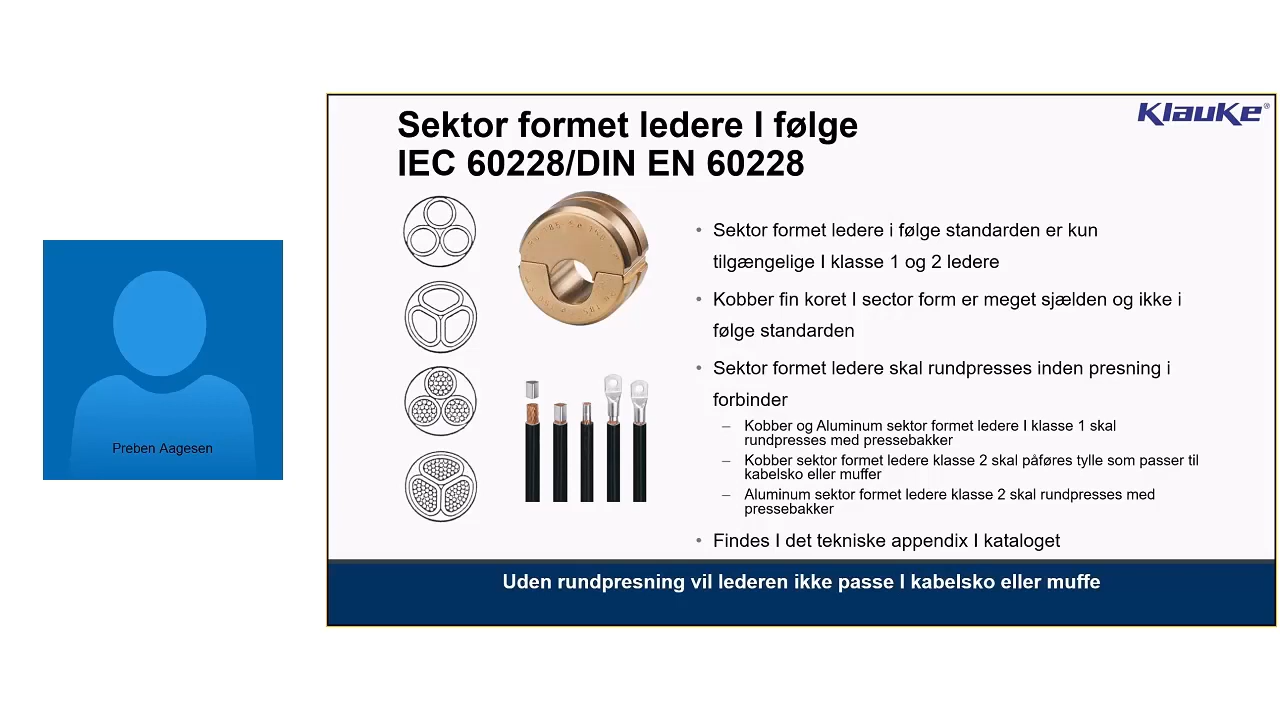 Klauke®
Sektor formet ledere I følge
IEC 60228/DIN EN 60228
Sektor formet ledere i følge standarden er kun
tilgængelige I klasse 1 og 2 ledere
Kobber fin koret I sector form er meget sjælden og ikke i
følge standarden
Sektor formet ledere skal rundpresses inden presning i
forbinder
Kobber og Aluminum sektor formet ledere I klasse 1 skal
rundpresses med pressebakker
Kobber sektor formet ledere klasse 2 skal påføres tylle som passer til
kabelsko eller muffer
Aluminum sektor formet ledere klasse 2 skal rundpresses med
pressebakker
Findes I det tekniske appendix I kataloget
Uden rundpresning vil lederen ikke passe I kabelsko eller muffe
Preben Aagesen